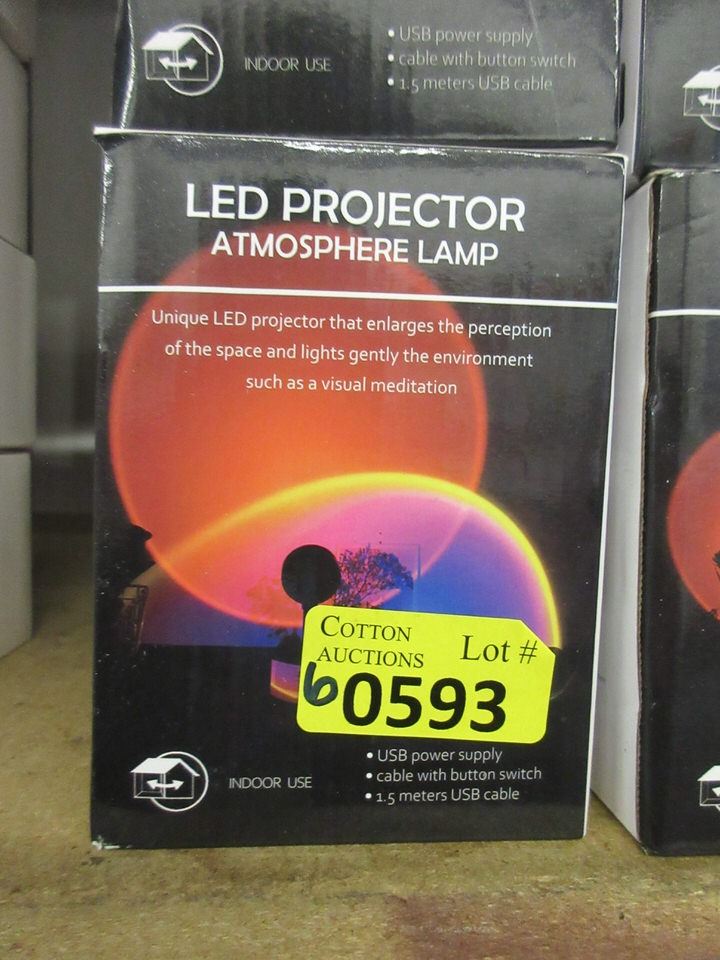 INDOOR USE
• USB power supply
• cable with button switch
• 1.5 meters USB cable
LED PROJECTOR
ATMOSPHERE LAMP
Unique LED projector that enlarges the perception
of the space and lights gently the environment
such as a visual meditation
COTTON
AUCTIONS
Lot #
60593
INDOOR USE
• USB power supply
• cable with button switch
• 1.5 meters USB cable